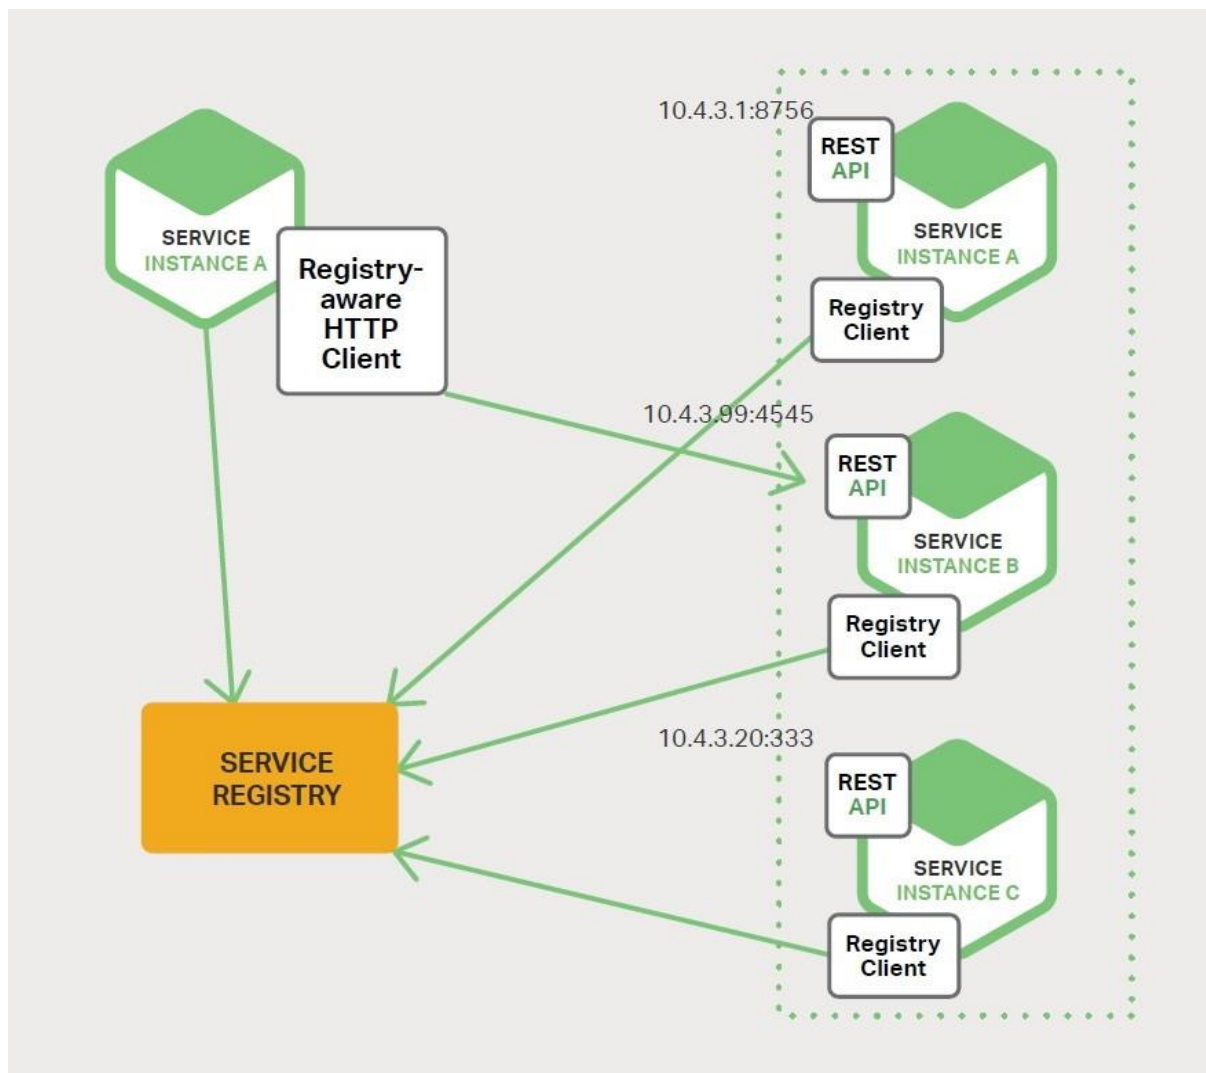 10.4.3.1:8756
REST
API
SERVICE
INSTANCE A
SERVICE
INSTANCE A
Registry-
aware
HTTP
Client
Registry
Client
10.4.3.99:4545
REST
API
SERVICE
INSTANCE B
Registry
Client
10.4.3.20:333
SERVICE
REGISTRY
REST
API
SERVICE
INSTANCE C
Registry
Client